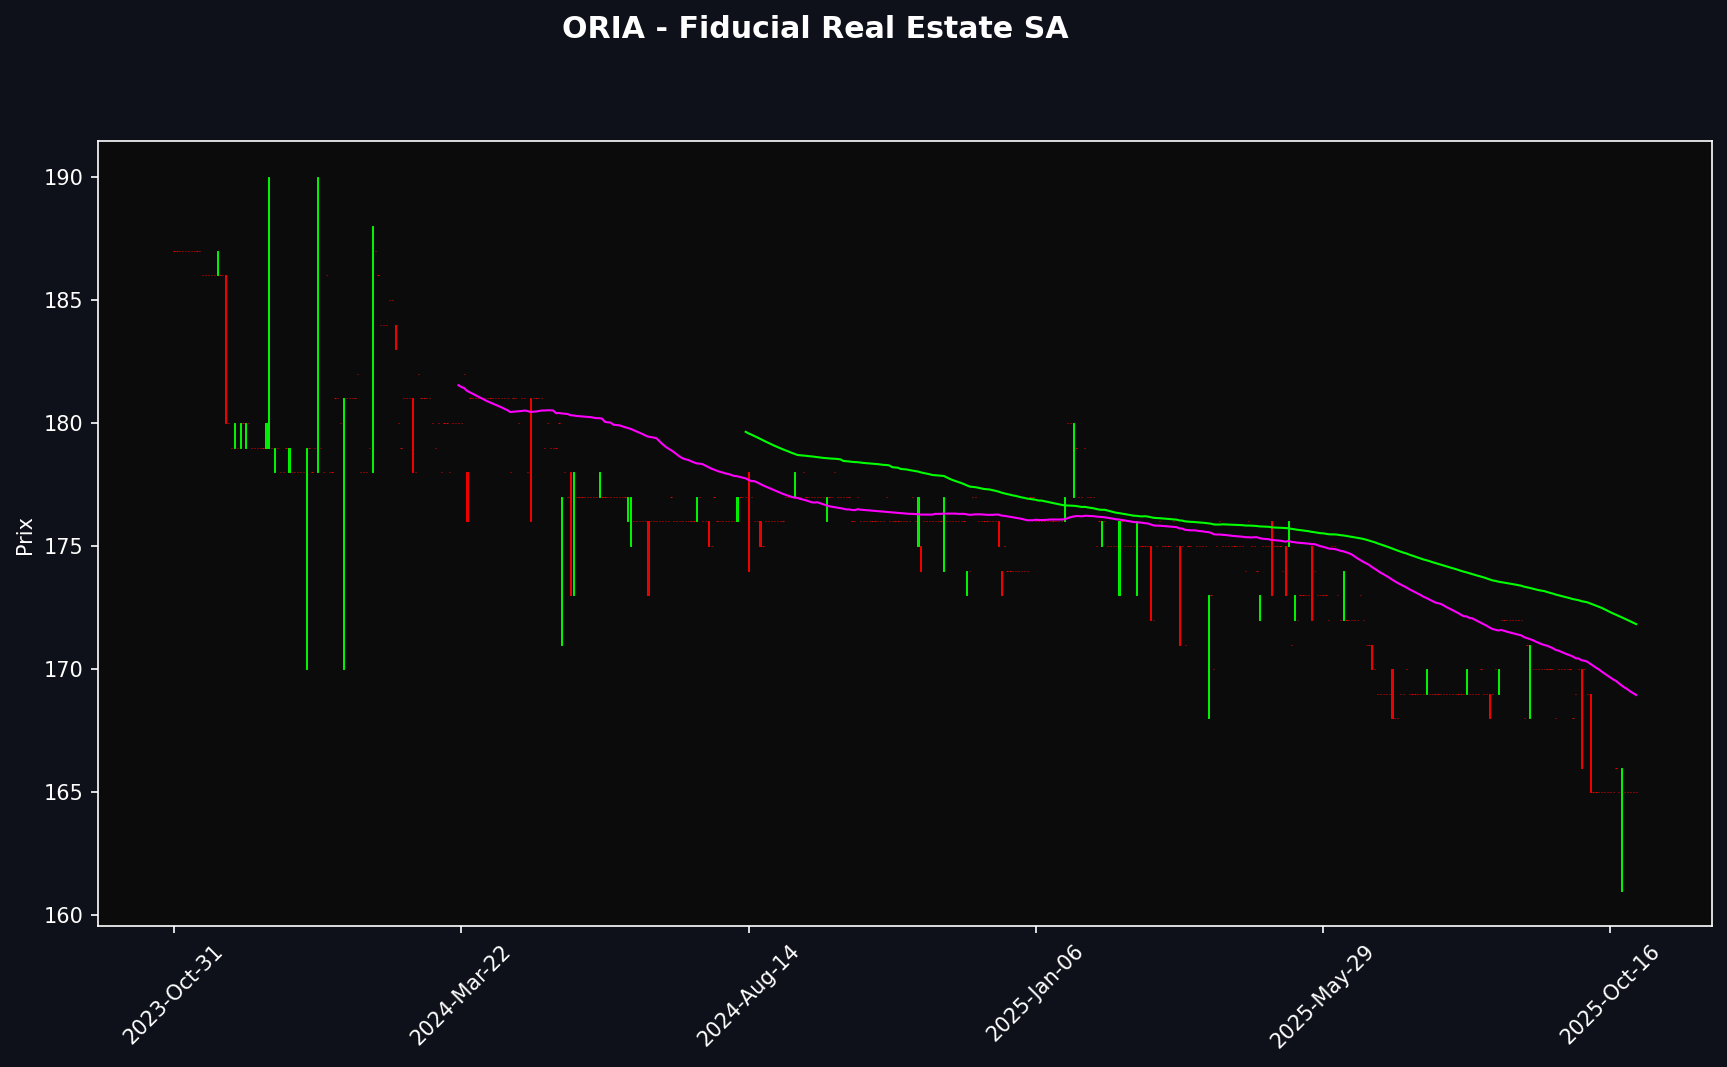 ORIA - Fiducial Real Estate SA
190
185
180
175
170
165
160
Prix
2023-Oct-31
2024-Mar-22
2024-Aug-14
2025-Jan-06
2025-May-29
2025-Oct-16